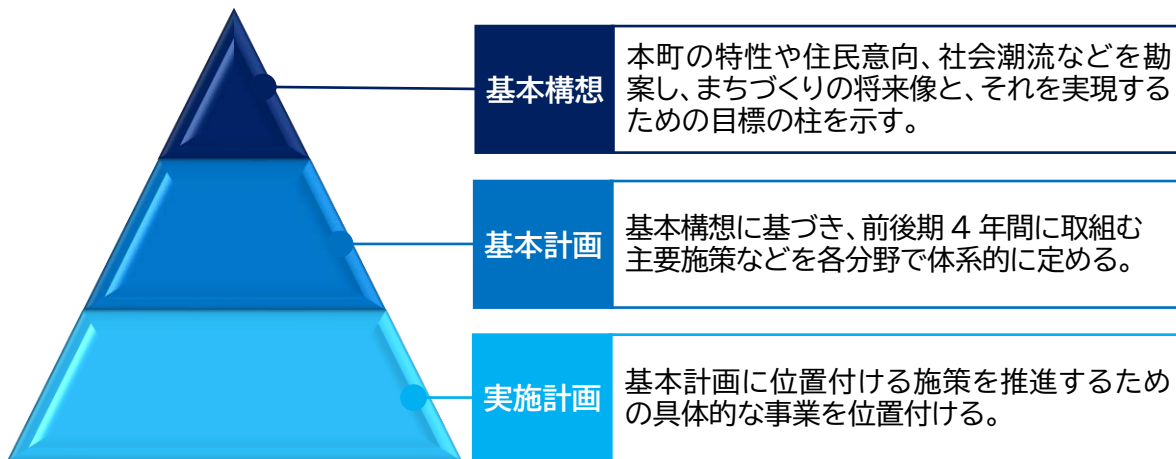 基本構想
本町の特性や住民意向、社会潮流などを勘
案し、まちづくりの将来像と、それを実現する
ための目標の柱を示す。
基本計画
基本構想に基づき、前後期 4 年間に取組む
主要施策などを各分野で体系的に定める。
実施計画
基本計画に位置付ける施策を推進するため
の具体的な事業を位置付ける。